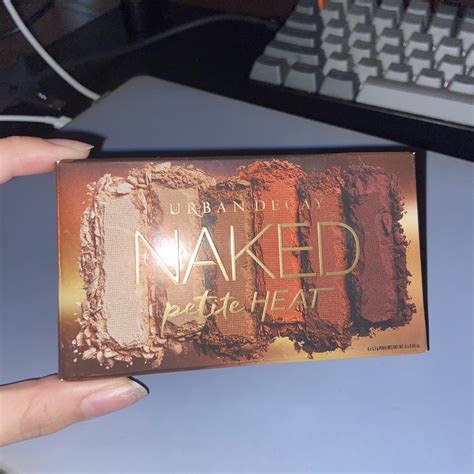 URBAN DECAY
NAKED
petite HEAT